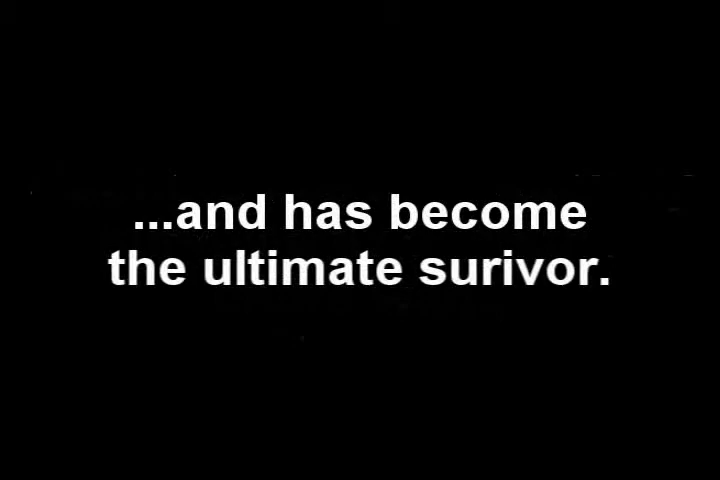 ...and has become
the ultimate surivor.